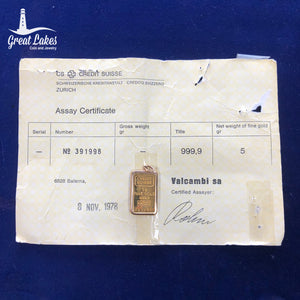 Great Lakes
Coin and Jewelry
CS CREDIT SUISSE
SCHWEIZERISCHE KREDITANSTALT · CREDITO SVIZZERO
ZURICH
Assay Certificate
Serial Number Gross weight gr Title Net weight of fine gold gr
– Nº 391998 – 999,9 5
6828 Balerna, Valcambi sa
8 NOV. 1978 Certified Assayer: